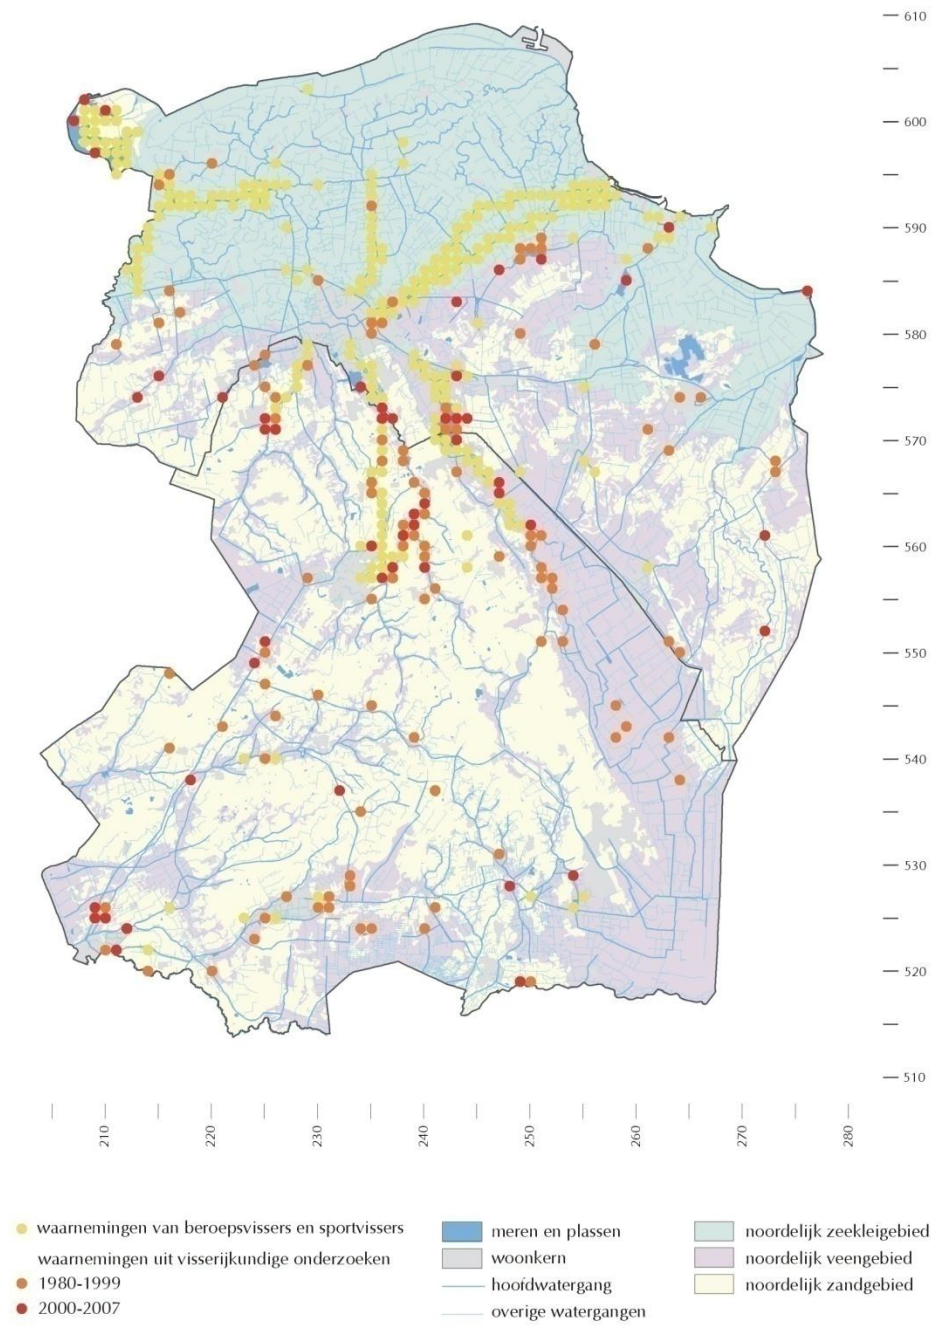 610
600
590
580
570
560
550
540
530
520
510
210
220
230
240
250
260
270
280
waarnemingen van beroepsvissers en sportvissers
waarnemingen uit visserijkundige onderzoeken
1980-1999
2000-2007
meren en plassen
woonkern
hoofdwatergang
overige watergangen
noordelijk zeekleigebied
noordelijk veengebied
noordelijk zandgebied